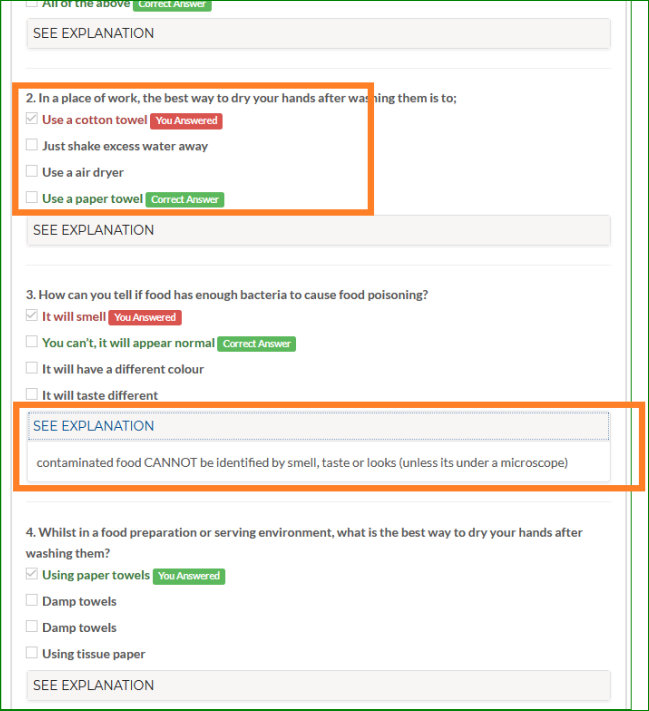 All of the above Correct Answer
SEE EXPLANATION
2. In a place of work, the best way to dry your hands after washing them is to;
Use a cotton towel You Answered
Just shake excess water away
Use a air dryer
Use a paper towel Correct Answer
SEE EXPLANATION
3. How can you tell if food has enough bacteria to cause food poisoning?
It will smell You Answered
You can't, it will appear normal Correct Answer
It will have a different colour
It will taste different
SEE EXPLANATION
contaminated food CANNOT be identified by smell, taste or looks (unless its under a microscope)
4. Whilst in a food preparation or serving environment, what is the best way to dry your hands after
washing them?
Using paper towels You Answered
Damp towels
Damp towels
Using tissue paper
SEE EXPLANATION